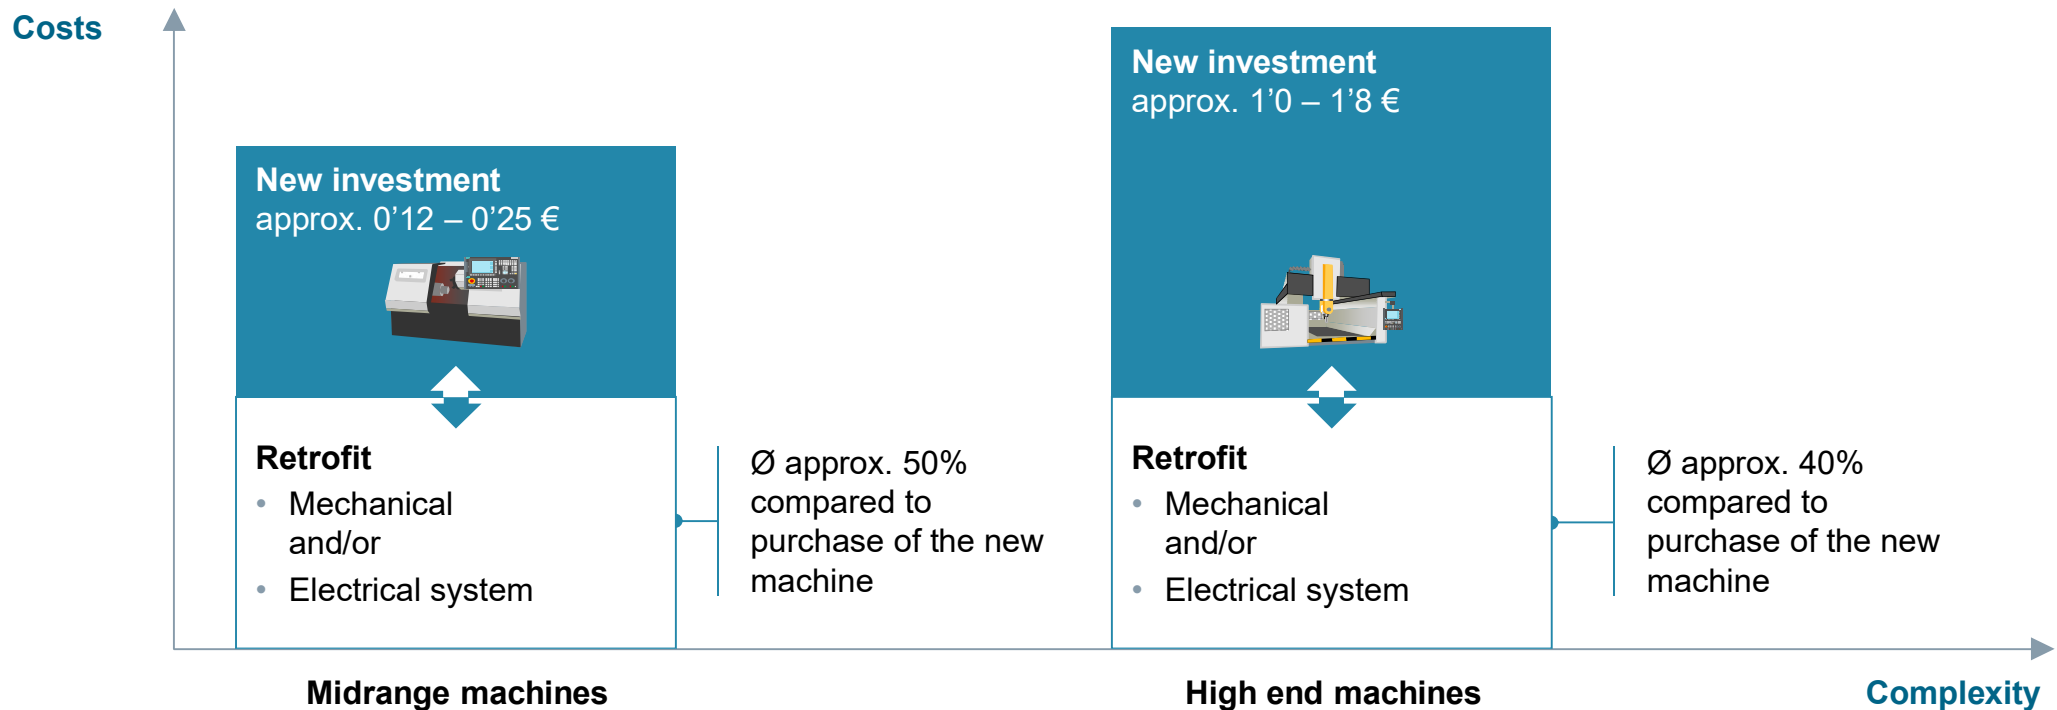 Costs
New investment
approx. 0’12 – 0’25 €
Retrofit
• Mechanical
and/or
• Electrical system
Ø approx. 50%
compared to
purchase of the new
machine
Midrange machines
New investment
approx. 1’0 – 1’8 €
Retrofit
• Mechanical
and/or
• Electrical system
Ø approx. 40%
compared to
purchase of the new
machine
High end machines
Complexity